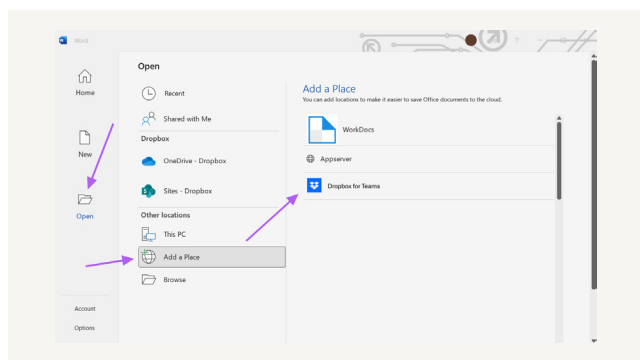 Word
?
Home
New
Open
Account
Options
Open
Recent
Shared with Me
Dropbox
OneDrive - Dropbox
Sites - Dropbox
Other locations
This PC
Add a Place
Browse
Add a Place
You can add locations to make it easier to save Office documents to the cloud.
WorkDocs
Appserver
Dropbox for Teams